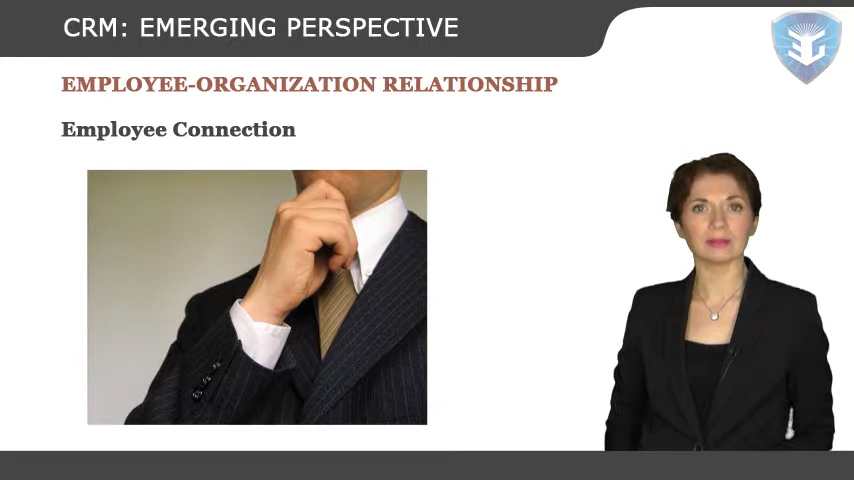 CRM: EMERGING PERSPECTIVE
EMPLOYEE-ORGANIZATION RELATIONSHIP
Employee Connection